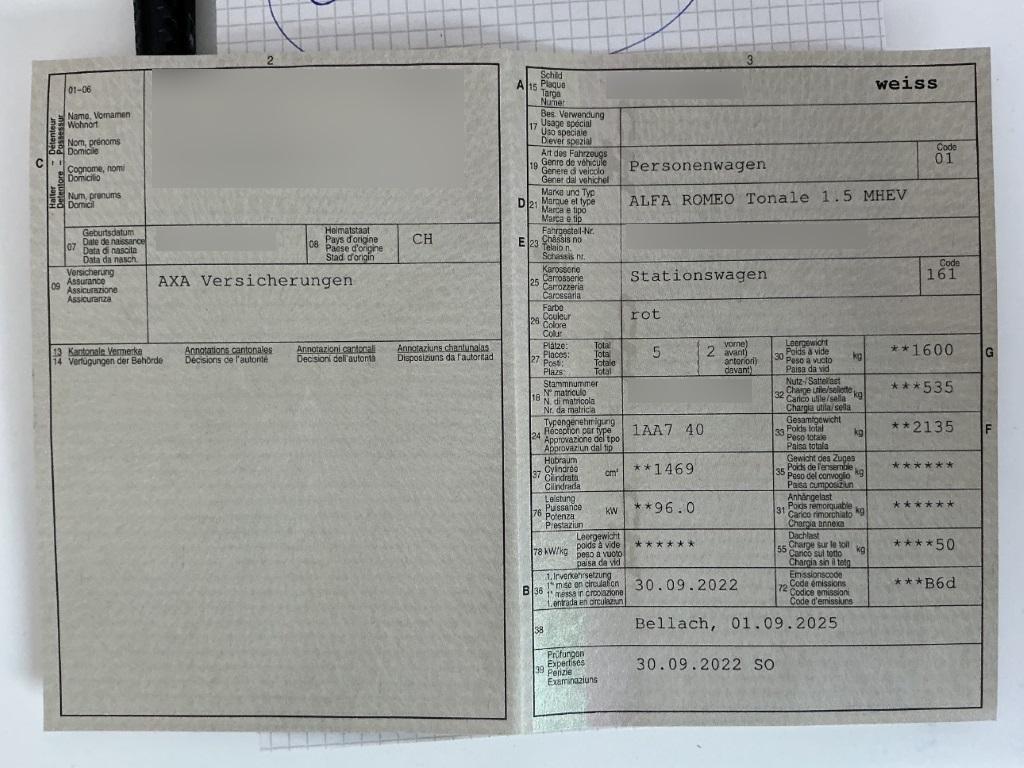 2
01-06
C
Halter – Détenteur
Detentore – Possessur
Name, Vornamen
Wohnort
Nom, prénoms
Domicile
Cognome, nomi
Domicilio
Num, prenums
Domicil
07
Geburtsdatum
Date de naissance
Data di nascita
Data da nasch.
08
Heimatstaat
Pays d'origine
Paese d'origine
Stad d'origin
CH
09
Versicherung
Assurance
Assicurazione
Assicuranza
AXA Versicherungen
13 Kantonale Vermerke Annotations cantonales Annotazioni cantonali Annotaziuns chantunalas
14 Verfügungen der Behörde Décisions de l'autorité Decisioni dell'autorità Disposiziuns da l'autoritad
3
A 15
Schild
Plaque
Targa
Numer
weiss
17
Bes. Verwendung
Usage spécial
Uso speciale
Diever spezial
19
Art des Fahrzeugs
Genre de véhicule
Genere di veicolo
Gener dal vehichel
Personenwagen
Code
01
D 21
Marke und Typ
Marque et type
Marca e tipo
Marca e tip
ALFA ROMEO Tonale 1.5 MHEV
E 23
Fahrgestell-Nr.
Châssis no
Telaio n.
Schassis nr.
25
Karosserie
Carrosserie
Carrozzeria
Carossaria
Stationswagen
Code
161
26
Farbe
Couleur
Colore
Colur
rot
27
Plätze: Total
Places: Total
Posti: Totale
Plazs: Total
5
2
vorne)
avant)
anteriori)
davant)
30
Leergewicht
Poids à vide
Peso a vuoto
Paisa da vid
kg
**1600
G
18
Stammnummer
N° matricule
N. di matricola
Nr. da matricla
32
Nutz-/Sattellast
Charge utile/sellette
Carico utile/sella
Chargia utila/sella
kg
***535
24
Typengenehmigung
Réception par type
Approvazione del tipo
Approvaziun dal tip
1AA7 40
33
Gesamtgewicht
Poids total
Peso totale
Paisa totala
kg
**2135
F
37
Hubraum
Cylindrée
Cilindrata
Cilindrada
cm³
**1469
35
Gewicht des Zuges
Poids de l'ensemble
Peso del convoglio
Paisa cumposiziun
kg
******
76
Leistung
Puissance
Potenza
Prestaziun
kW
**96.0
31
Anhängelast
Poids remorquable
Carico rimorchiato
Chargia annexa
kg
******
78 kW/kg
Leergewicht
poids à vide
peso a vuoto
paisa da vid
******
55
Dachlast
Charge sur le toit
Carico sul tetto
Chargia sin il tetg
kg
****50
B 36
1. Inverkehrsetzung
1re mise en circulation
1a messa in circolazione
1. entrada en circulaziun
30.09.2022
72
Emissionscode
Code émissions
Codice emissioni
Code d'emissiuns
***B6d
38
Bellach, 01.09.2025
39
Prüfungen
Expertises
Perizie
Examinaziuns
30.09.2022 SO